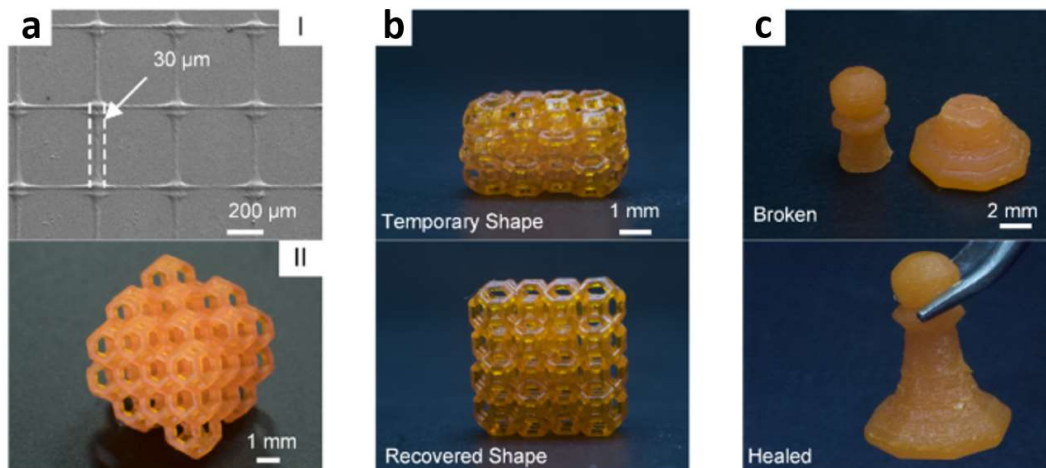 a
I
30 μm
200 μm
II
1 mm
b
Temporary Shape
1 mm
Recovered Shape
c
Broken
2 mm
Healed